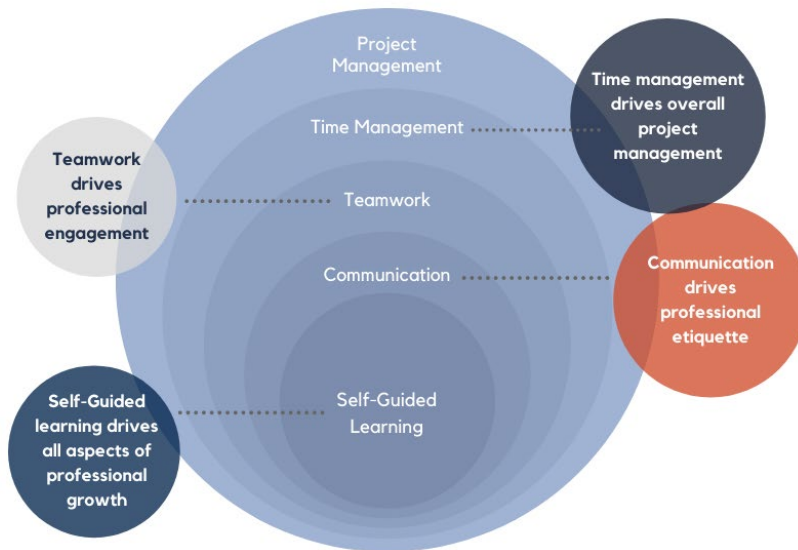 Project
Management
Time Management
Teamwork
Communication
Self-Guided
Learning
Time management
drives overall
project
management
Teamwork
drives
professional
engagement
Communication
drives
professional
etiquette
Self-Guided
learning drives
all aspects of
professional
growth